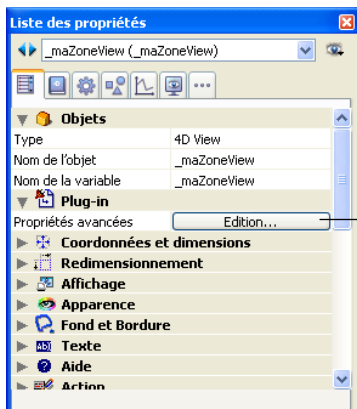 Liste des propriétés
_maZoneView (_maZoneView)
Objets
Type 4D View
Nom de l'objet _maZoneView
Nom de la variable _maZoneView
Plug-in
Propriétés avancées Edition...
Coordonnées et dimensions
Redimensionnement
Affichage
Apparence
Fond et Bordure
Texte
Aide
Action